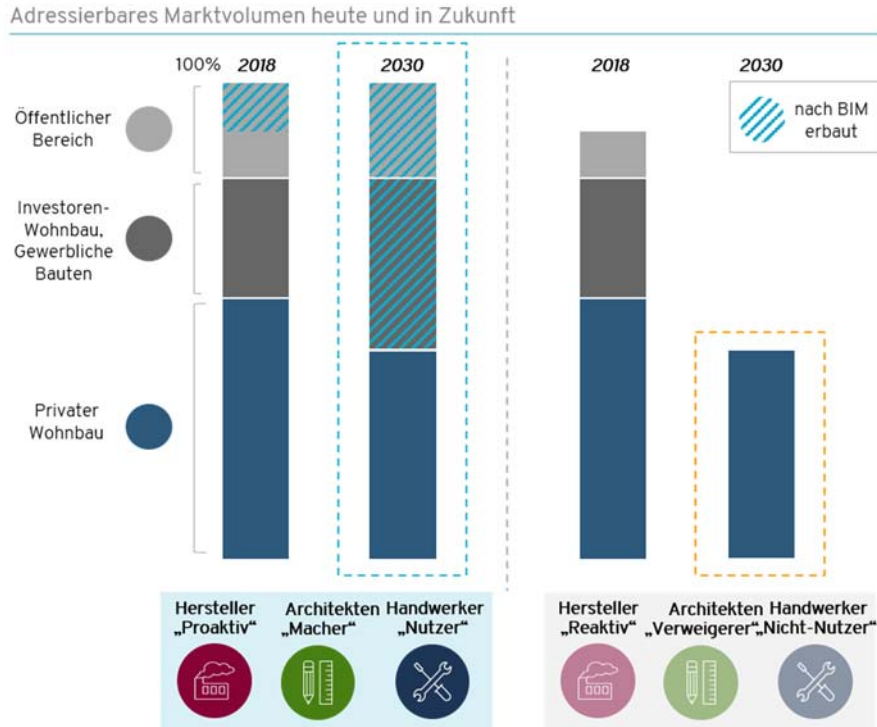 Adressierbares Marktvolumen heute und in Zukunft
100%
2018
2030
2018
2030
nach BIM
erbaut
Öffentlicher
Bereich
Investoren-
Wohnbau,
Gewerbliche
Bauten
Privater
Wohnbau
Hersteller
„Proaktiv“
Architekten
„Macher“
Handwerker
„Nutzer“
Hersteller
„Reaktiv“
Architekten
„Verweigerer“
Handwerker
„Nicht-Nutzer“